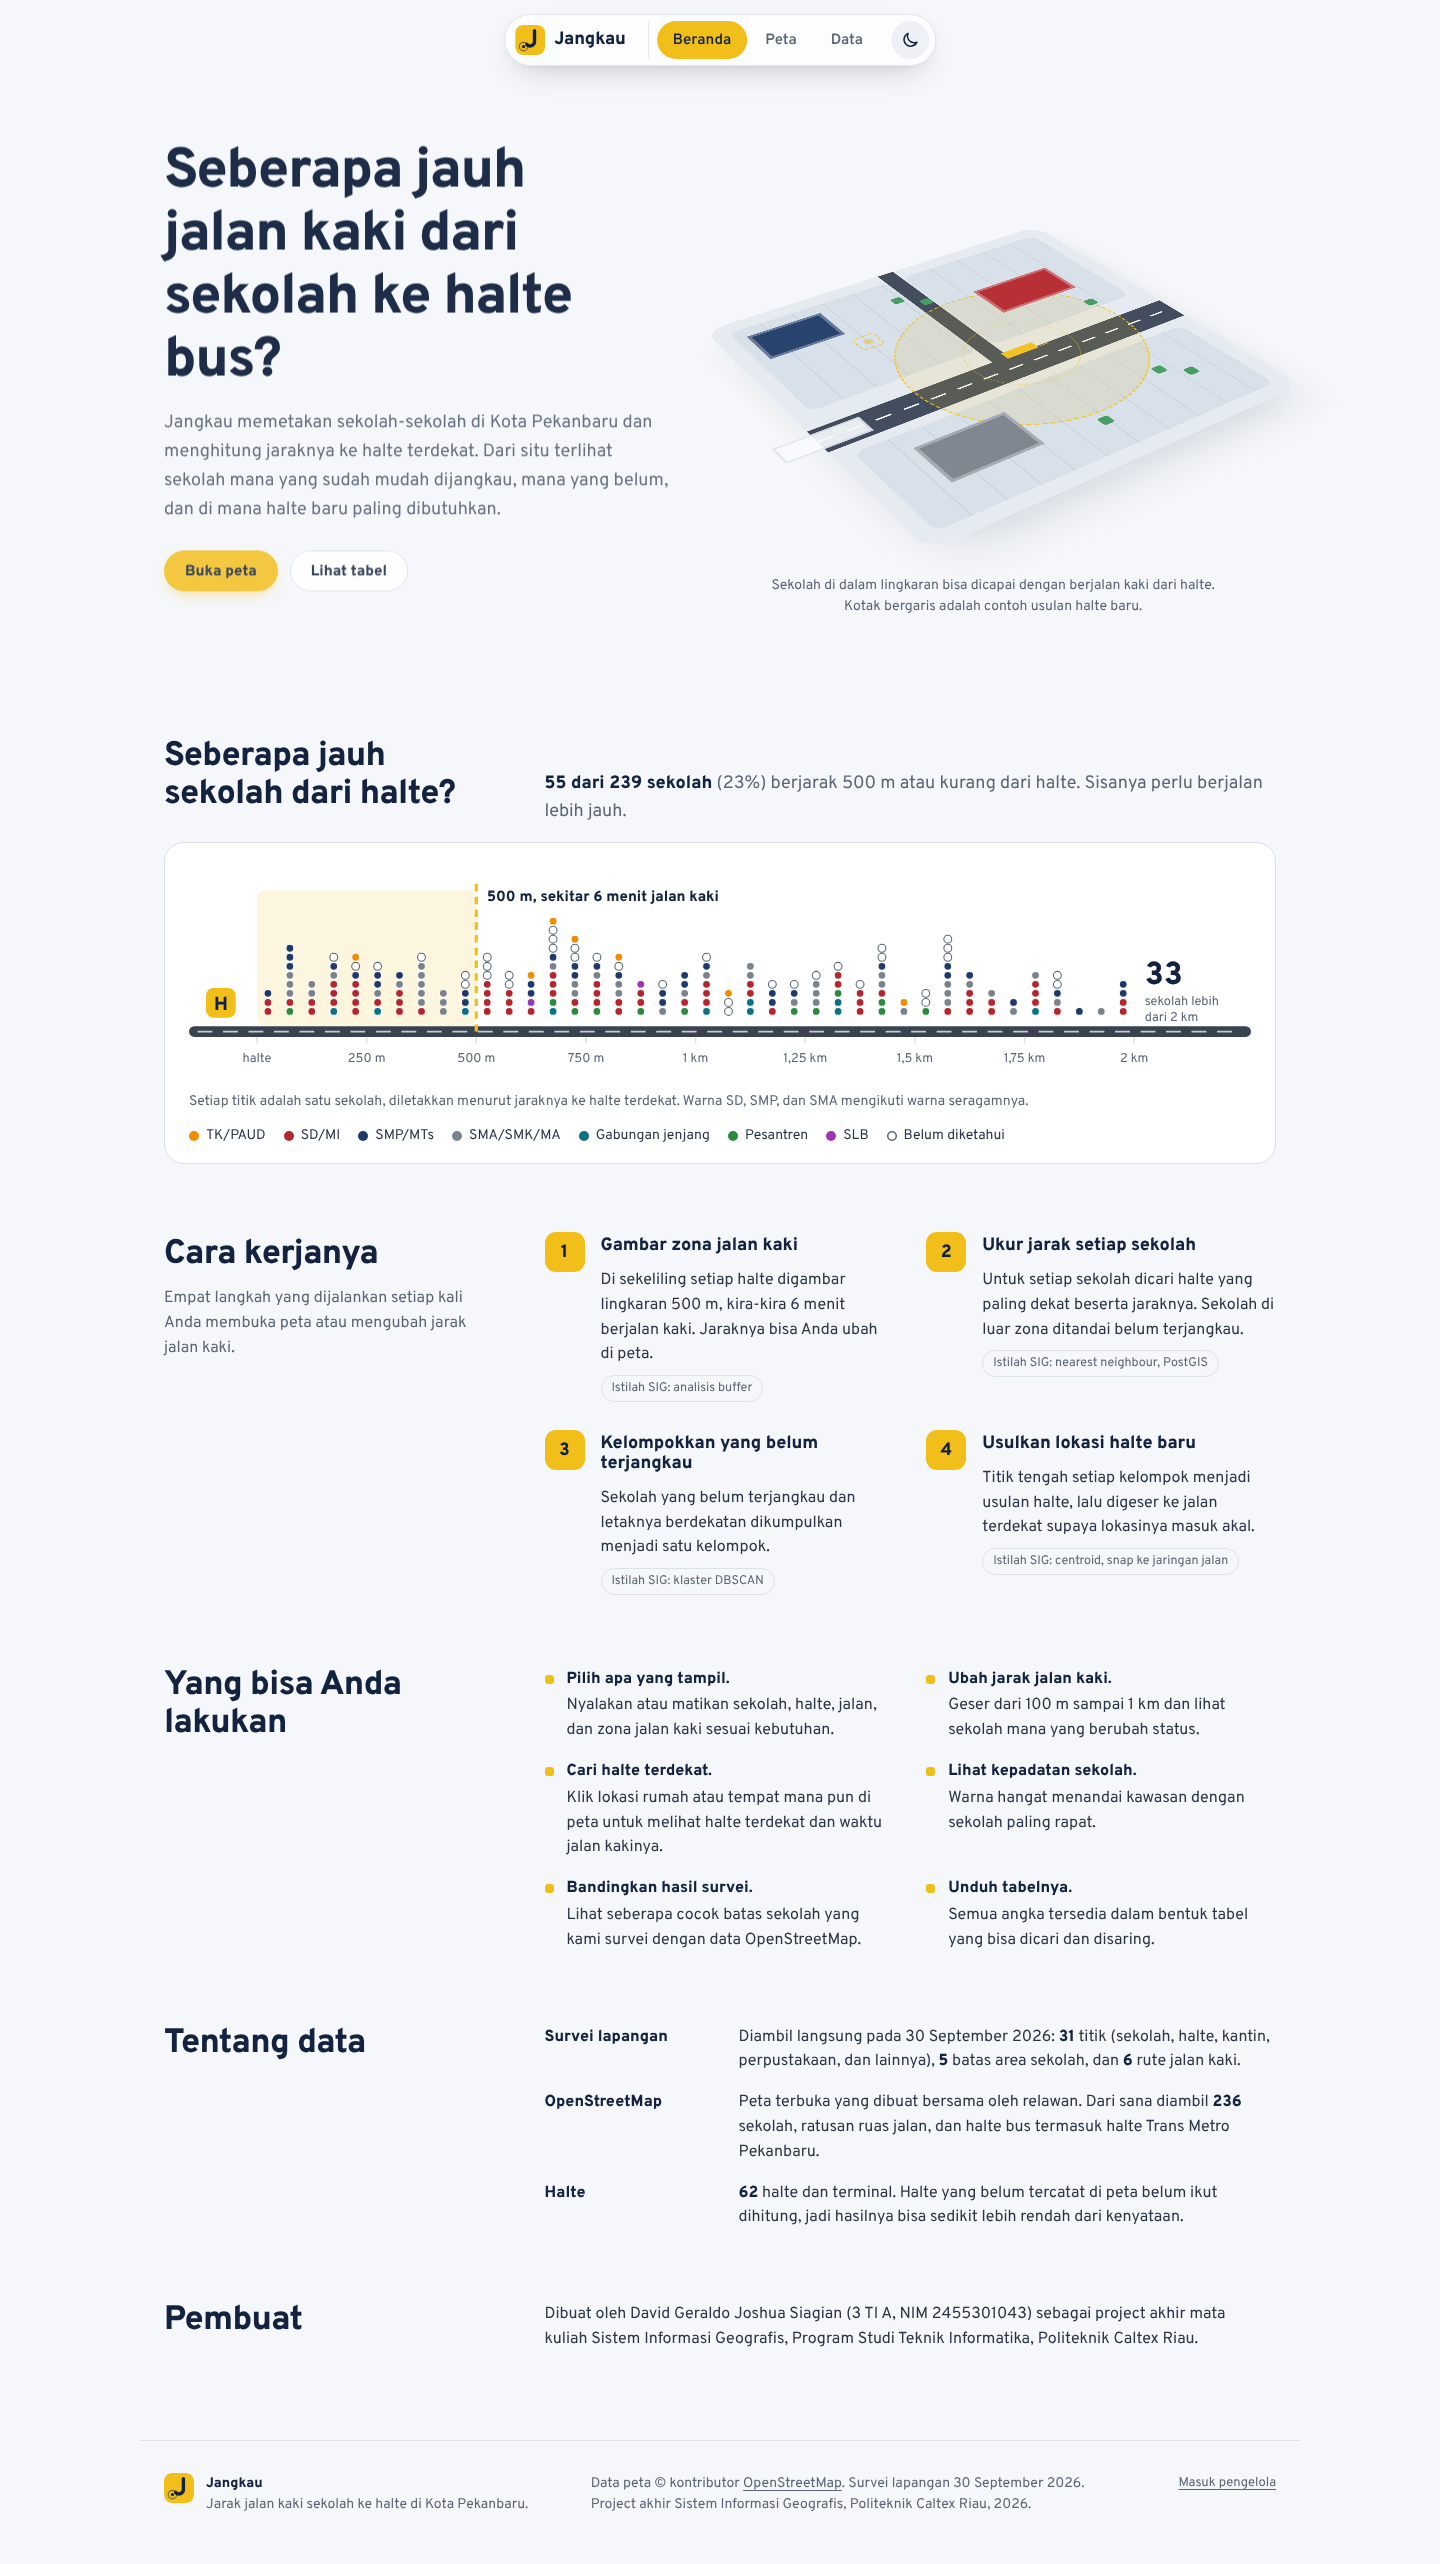 Jangkau
Beranda
Peta
Data
Seberapa jauh
jalan kaki dari
sekolah ke halte
bus?
Jangkau memetakan sekolah-sekolah di Kota Pekanbaru dan
menghitung jaraknya ke halte terdekat. Dari situ terlihat
sekolah mana yang sudah mudah dijangkau, mana yang belum,
dan di mana halte baru paling dibutuhkan.
Buka peta
Lihat tabel
Sekolah di dalam lingkaran bisa dicapai dengan berjalan kaki dari halte.
Kotak bergaris adalah contoh usulan halte baru.
Seberapa jauh
sekolah dari halte?
55 dari 239 sekolah (23%) berjarak 500 m atau kurang dari halte. Sisanya perlu berjalan
lebih jauh.
500 m, sekitar 6 menit jalan kaki
H
33
sekolah lebih
dari 2 km
halte
250 m
500 m
750 m
1 km
1,25 km
1,5 km
1,75 km
2 km
Setiap titik adalah satu sekolah, diletakkan menurut jaraknya ke halte terdekat. Warna SD, SMP, dan SMA mengikuti warna seragamnya.
TK/PAUD
SD/MI
SMP/MTs
SMA/SMK/MA
Gabungan jenjang
Pesantren
SLB
Belum diketahui
Cara kerjanya
Empat langkah yang dijalankan setiap kali
Anda membuka peta atau mengubah jarak
jalan kaki.
1
Gambar zona jalan kaki
Di sekeliling setiap halte digambar
lingkaran 500 m, kira-kira 6 menit
berjalan kaki. Jaraknya bisa Anda ubah
di peta.
Istilah SIG: analisis buffer
2
Ukur jarak setiap sekolah
Untuk setiap sekolah dicari halte yang
paling dekat beserta jaraknya. Sekolah di
luar zona ditandai belum terjangkau.
Istilah SIG: nearest neighbour, PostGIS
3
Kelompokkan yang belum
terjangkau
Sekolah yang belum terjangkau dan
letaknya berdekatan dikumpulkan
menjadi satu kelompok.
Istilah SIG: klaster DBSCAN
4
Usulkan lokasi halte baru
Titik tengah setiap kelompok menjadi
usulan halte, lalu digeser ke jalan
terdekat supaya lokasinya masuk akal.
Istilah SIG: centroid, snap ke jaringan jalan
Yang bisa Anda
lakukan
Pilih apa yang tampil.
Nyalakan atau matikan sekolah, halte, jalan,
dan zona jalan kaki sesuai kebutuhan.
Ubah jarak jalan kaki.
Geser dari 100 m sampai 1 km dan lihat
sekolah mana yang berubah status.
Cari halte terdekat.
Klik lokasi rumah atau tempat mana pun di
peta untuk melihat halte terdekat dan waktu
jalan kakinya.
Lihat kepadatan sekolah.
Warna hangat menandai kawasan dengan
sekolah paling rapat.
Bandingkan hasil survei.
Lihat seberapa cocok batas sekolah yang
kami survei dengan data OpenStreetMap.
Unduh tabelnya.
Semua angka tersedia dalam bentuk tabel
yang bisa dicari dan disaring.
Tentang data
Survei lapangan
Diambil langsung pada 30 September 2026: 31 titik (sekolah, halte, kantin,
perpustakaan, dan lainnya), 5 batas area sekolah, dan 6 rute jalan kaki.
OpenStreetMap
Peta terbuka yang dibuat bersama oleh relawan. Dari sana diambil 236
sekolah, ratusan ruas jalan, dan halte bus termasuk halte Trans Metro
Pekanbaru.
Halte
62 halte dan terminal. Halte yang belum tercatat di peta belum ikut
dihitung, jadi hasilnya bisa sedikit lebih rendah dari kenyataan.
Pembuat
Dibuat oleh David Geraldo Joshua Siagian (3 TI A, NIM 2455301043) sebagai project akhir mata
kuliah Sistem Informasi Geografis, Program Studi Teknik Informatika, Politeknik Caltex Riau.
Jangkau
Jarak jalan kaki sekolah ke halte di Kota Pekanbaru.
Data peta © kontributor OpenStreetMap. Survei lapangan 30 September 2026.
Project akhir Sistem Informasi Geografis, Politeknik Caltex Riau, 2026.
Masuk pengelola